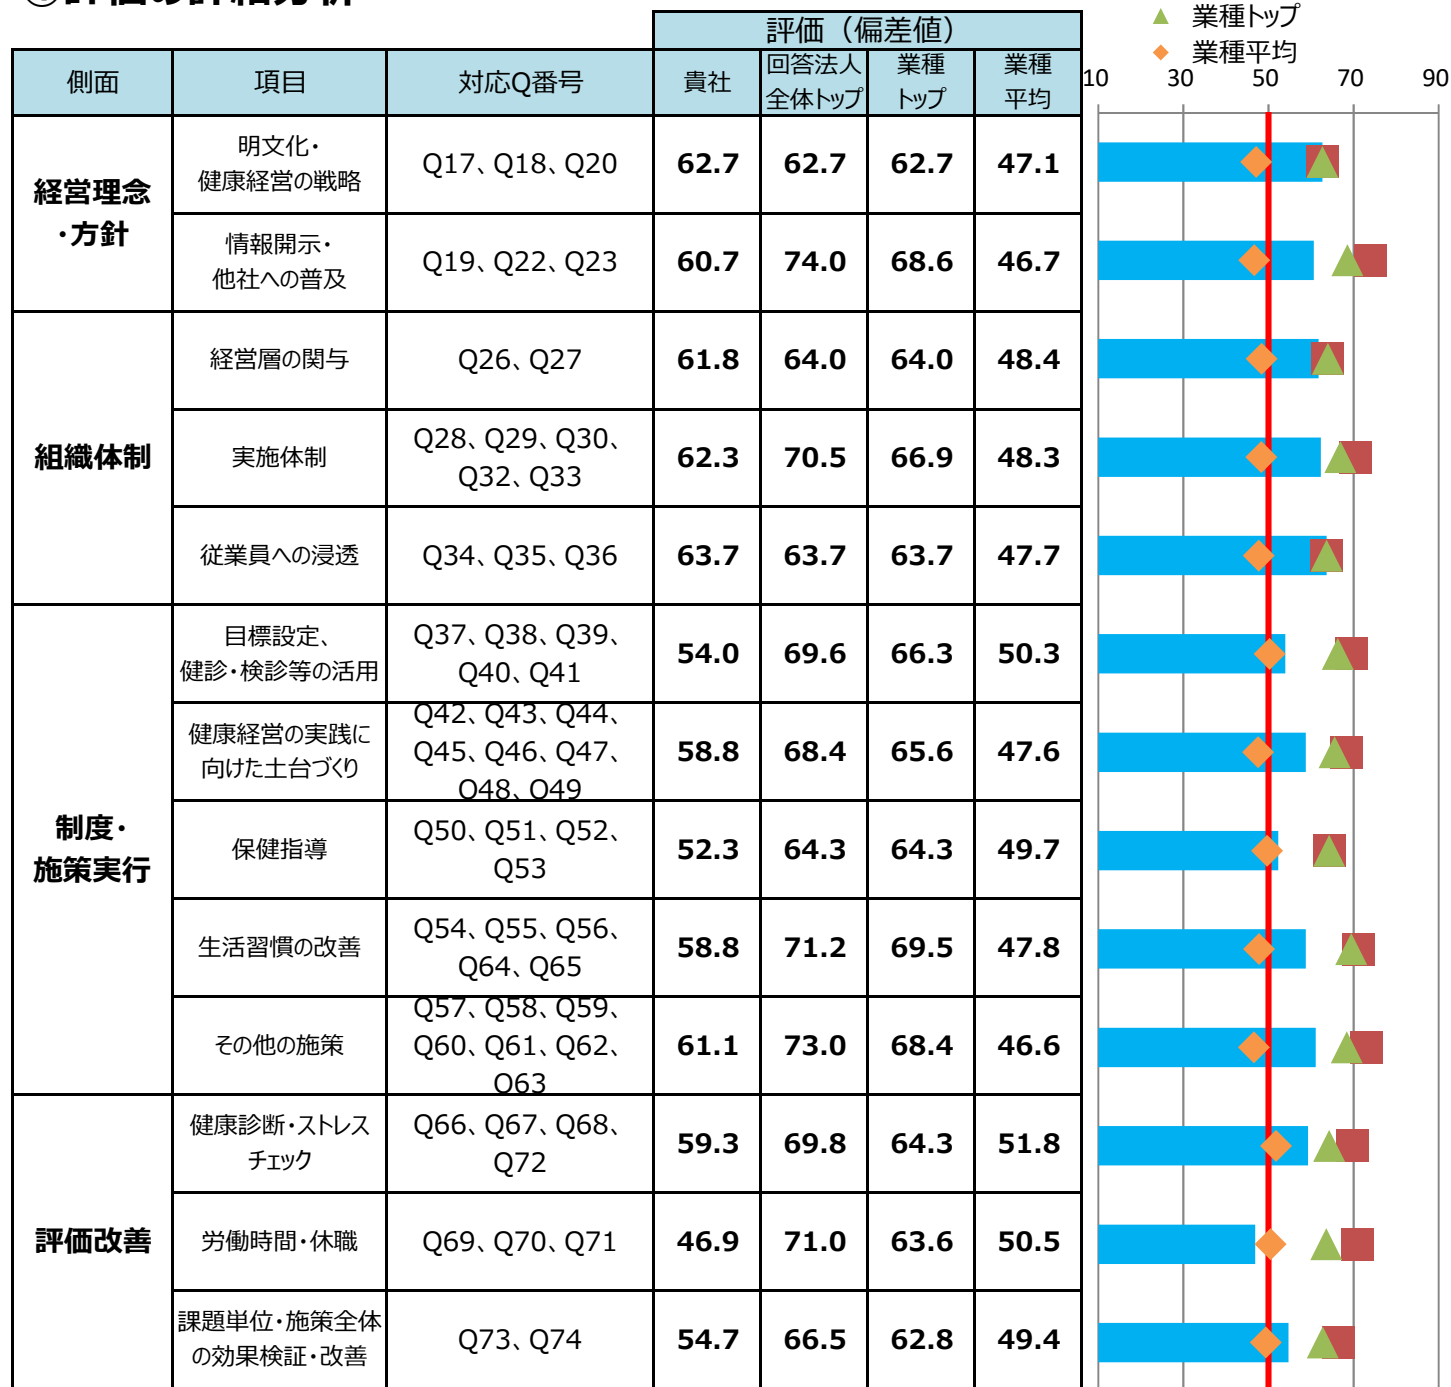 評価（偏差値）
▲ 業種トップ
◆ 業種平均
側面 項目 対応Q番号 貴社 回答法人 業種 業種
全体トップ トップ 平均
10 30 50 70 90
経営理念
・方針
明文化・
健康経営の戦略
Q17、Q18、Q20
62.7 62.7 62.7 47.1
情報開示・
他社への普及
Q19、Q22、Q23
60.7 74.0 68.6 46.7
組織体制
経営層の関与
Q26、Q27
61.8 64.0 64.0 48.4
実施体制
Q28、Q29、Q30、
Q32、Q33
62.3 70.5 66.9 48.3
従業員への浸透
Q34、Q35、Q36
63.7 63.7 63.7 47.7
制度・
施策実行
目標設定、
健診・検診等の活用
Q37、Q38、Q39、
Q40、Q41
54.0 69.6 66.3 50.3
健康経営の実践に
向けた土台づくり
Q42、Q43、Q44、
Q45、Q46、Q47、
Q48、Q49
58.8 68.4 65.6 47.6
保健指導
Q50、Q51、Q52、
Q53
52.3 64.3 64.3 49.7
生活習慣の改善
Q54、Q55、Q56、
Q64、Q65
58.8 71.2 69.5 47.8
その他の施策
Q57、Q58、Q59、
Q60、Q61、Q62、
Q63
61.1 73.0 68.4 46.6
評価改善
健康診断・ストレス
チェック
Q66、Q67、Q68、
Q72
59.3 69.8 64.3 51.8
労働時間・休職
Q69、Q70、Q71
46.9 71.0 63.6 50.5
課題単位・施策全体
の効果検証・改善
Q73、Q74
54.7 66.5 62.8 49.4